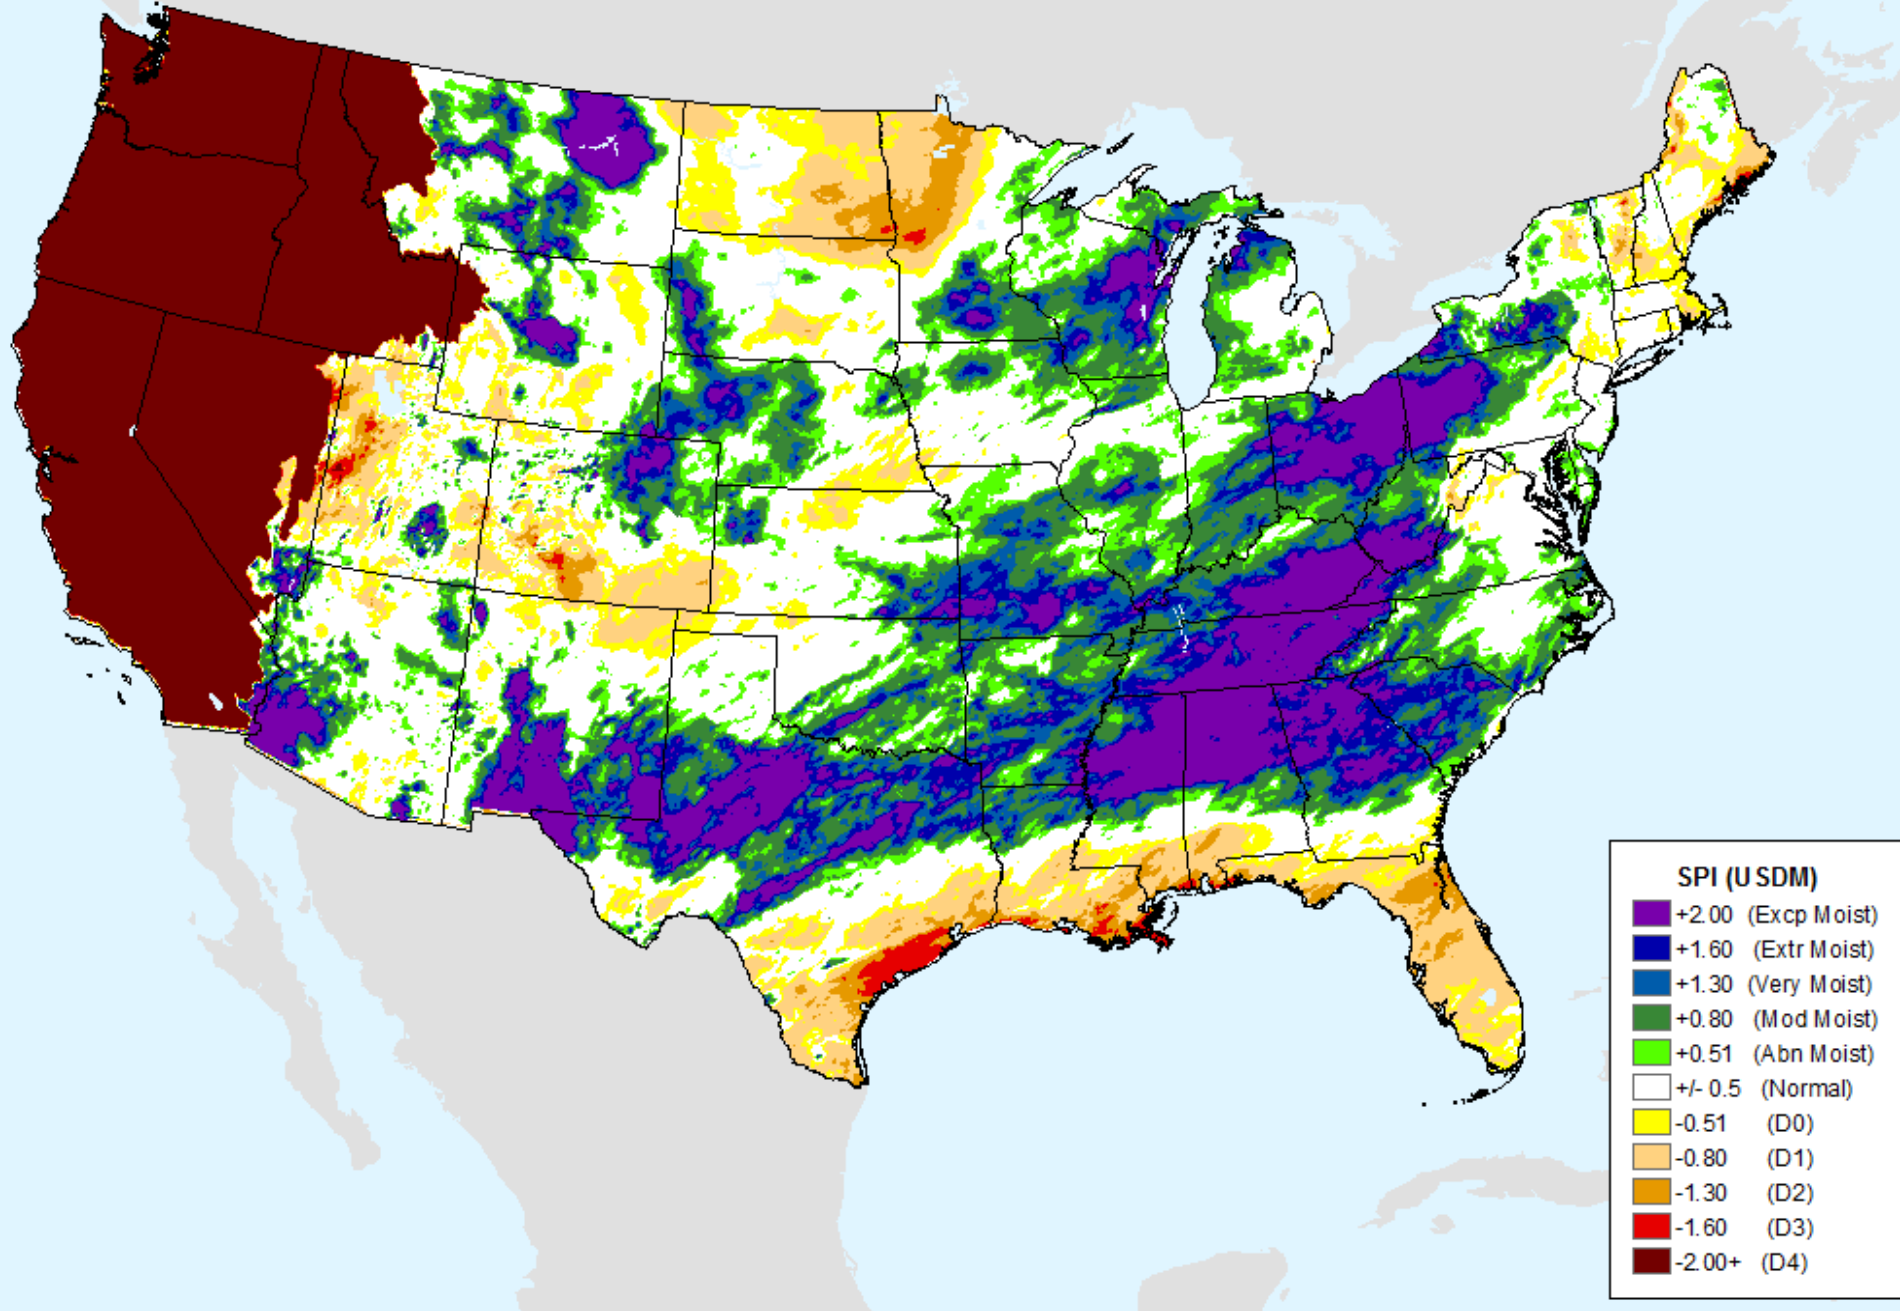 SPI (USDM)
+2.00 (Excp Moist)
+1.60 (Extr Moist)
+1.30 (Very Moist)
+0.80 (Mod Moist)
+0.51 (Abn Moist)
+/- 0.5 (Normal)
-0.51 (D0)
-0.80 (D1)
-1.30 (D2)
-1.60 (D3)
-2.00+ (D4)